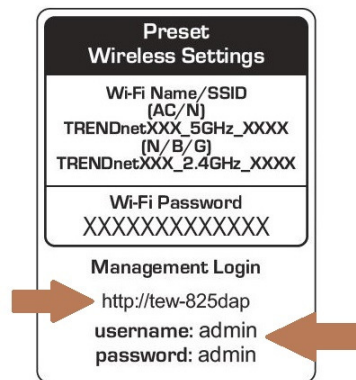 Preset
Wireless Settings
Wi-Fi Name/SSID
(AC/N)
TRENDnetXXX_5GHz_XXXX
(N/B/G)
TRENDnetXXX_2.4GHz_XXXX
Wi-Fi Password
XXXXXXXXXXXXX
Management Login
http://tew-825dap
username: admin
password: admin